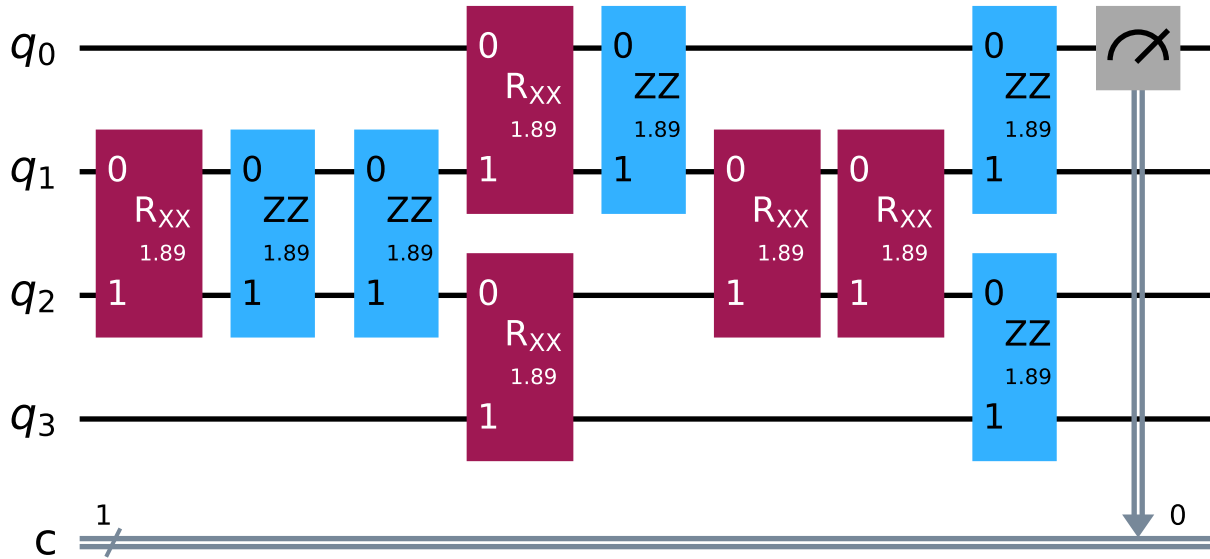 q0 0 0 0
RXX ZZ ZZ
1.89 1.89 1.89
q1 0 0 0 1 1 0 0 1
RXX ZZ ZZ RXX RXX
1.89 1.89 1.89 1.89 1.89
q2 1 1 1 0 1 1 0
RXX ZZ
1.89 1.89
q3 1 1
1 0
c